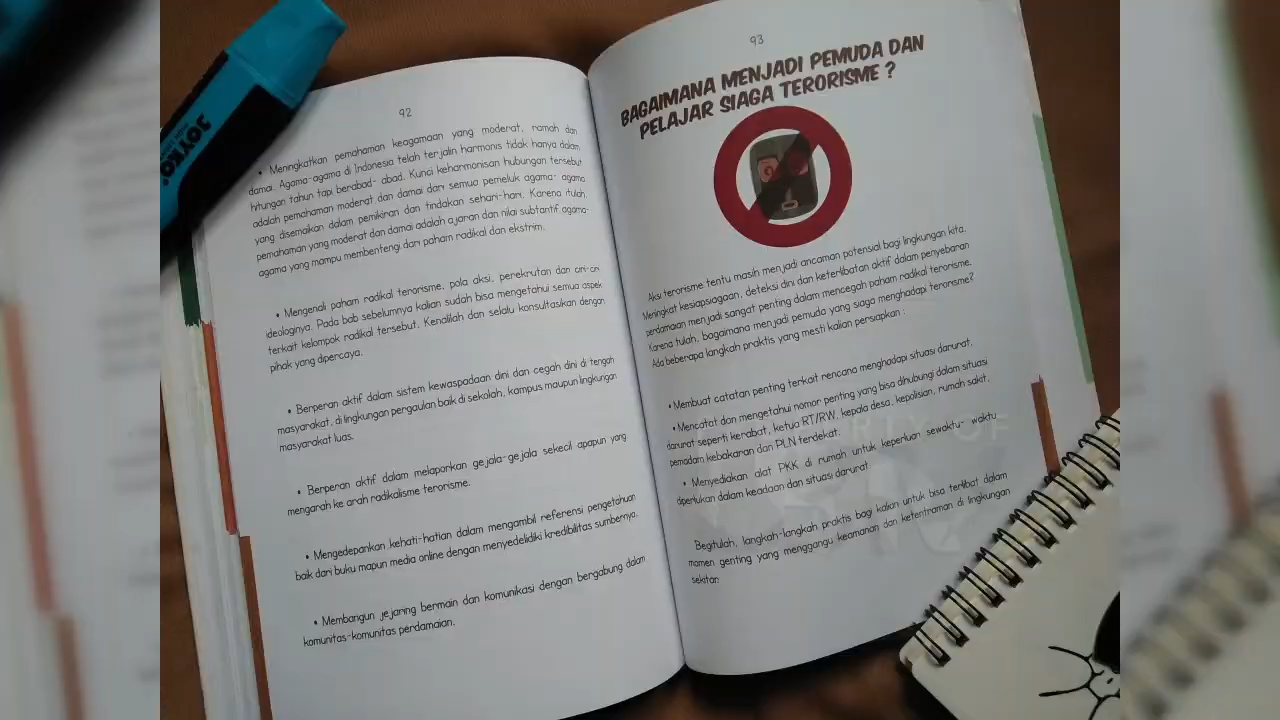 92
• Meningkatkan pemahaman keagamaan yang moderat, ramah dan
damai. Agama-agama di Indonesia telah terjalin harmonis tidak hanya dalam
hitungan tahun tapi berabad- abad. Kunci keharmonisan hubungan tersebut
adalah pemahaman moderat dan damai dari semua pemeluk agama- agama
yang disemaikan dalam pemikiran dan tindakan sehari-hari. Karena itulah,
pemahaman yang moderat dan damai adalah ajaran dan nilai subtantif agama-
agama yang mampu membentengi dari paham radikal dan ekstrim.
• Mengenali paham radikal terorisme, pola aksi, perekrutan dan ciri-ciri
ideologinya. Pada bab sebelumnya kalian sudah bisa mengetahui semua aspek
terkait kelompok radikal tersebut. Kenalilah dan selalu konsultasikan dengan
pihak yang dipercaya.
• Berperan aktif dalam sistem kewaspadaan dini dan cegah dini di tengah
masyarakat, di lingkungan pergaulan baik di sekolah, kampus maupun lingkungan
masyarakat luas.
• Berperan aktif dalam melaporkan gejala-gejala sekecil apapun yang
mengarah ke arah radikalisme terorisme.
• Mengedepankan kehati-hatian dalam mengambil referensi pengetahuan
baik dari buku mapun media online dengan menyedelidiki kredibilitas sumbernya.
• Membangun jejaring bermain dan komunikasi dengan bergabung dalam
komunitas-komunitas perdamaian.
93
BAGAIMANA MENJADI PEMUDA DAN
PELAJAR SIAGA TERORISME ?
Aksi terorisme tentu masih menjadi ancaman potensial bagi lingkungan kita.
Meningkat kesiapsiagaan, deteksi dini dan keterlibatan aktif dalam penyebaran
perdamaian menjadi sangat penting dalam mencegah paham radikal terorisme.
Karena itulah, bagaimana menjadi pemuda yang siaga menghadapi terorisme?
Ada beberapa langkah praktis yang mesti kalian persiapkan :
• Membuat catatan penting terkait rencana menghadapi situasi darurat.
• Mencatat dan mengetahui nomor penting yang bisa dihubungi dalam situasi
darurat seperti kerabat, ketua RT/RW, kepala desa, kepolisian, rumah sakit,
pemadam kebakaran dan PLN terdekat.
• Menyediakan alat PKK di rumah untuk keperluan sewaktu- waktu
diperlukan dalam keadaan dan situasi darurat
Begitulah, langkah-langkah praktis bagi kalian untuk bisa terlibat dalam
momen genting yang menggangu keamanan dan ketentraman di lingkungan
sekitar.
JOYKO